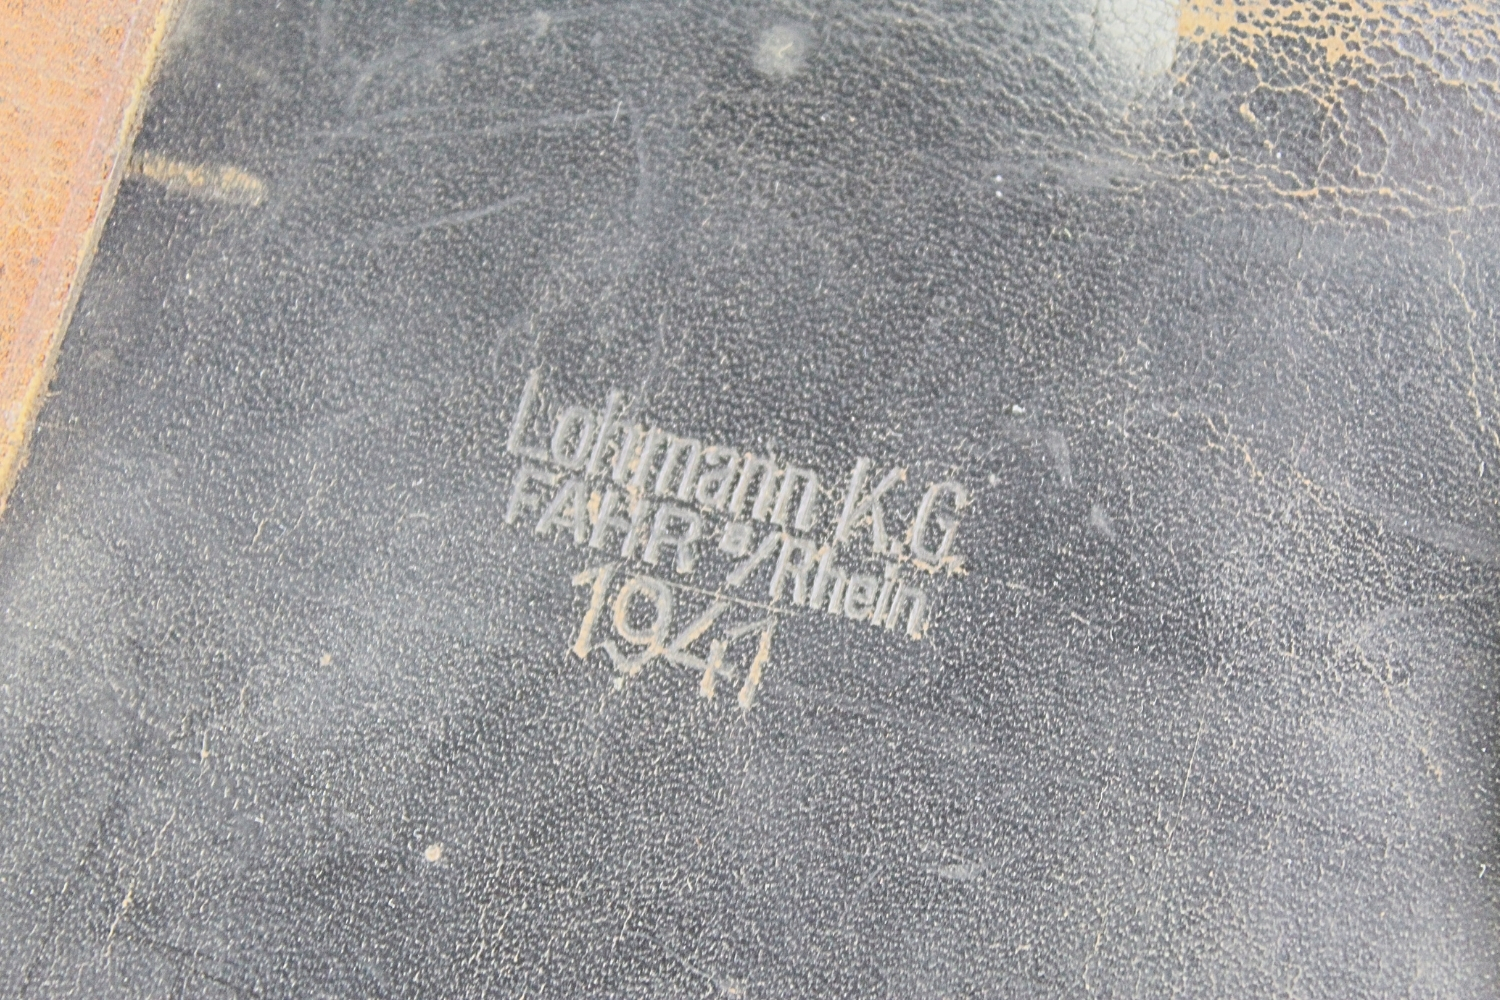 Lohmann K.G.
FAHR a/Rhein
1941